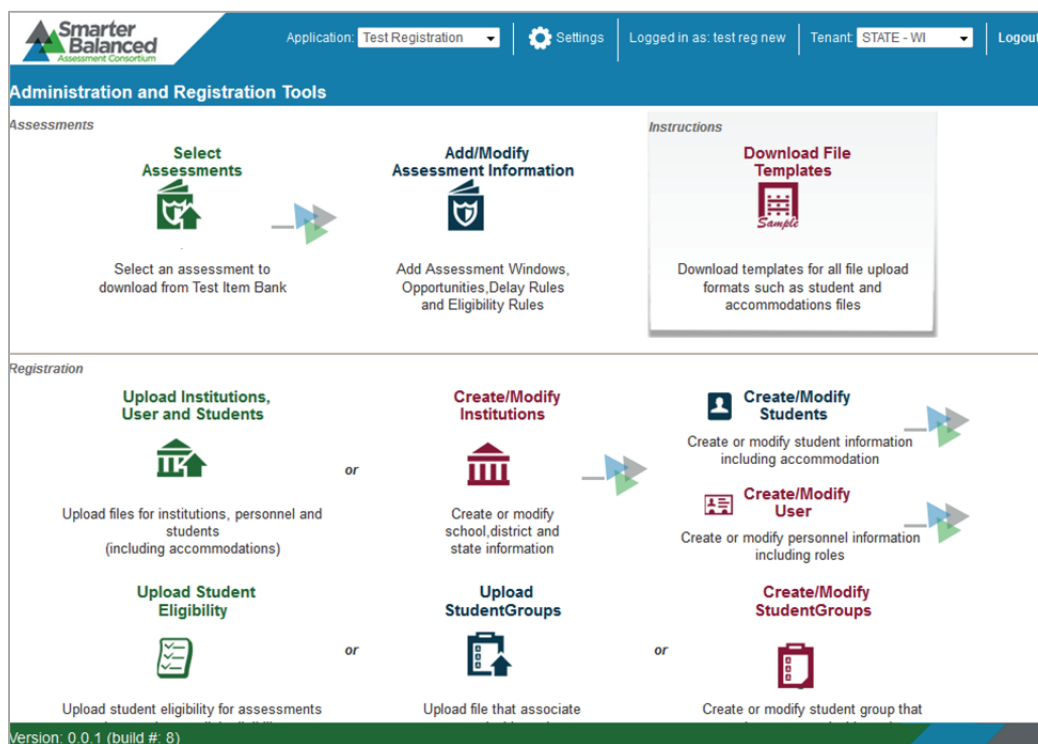 Smarter
Balanced
Assessment Consortium
Application: Test Registration
Settings
Logged in as: test reg new
Tenant: STATE - WI
Logout
Administration and Registration Tools
Assessments
Instructions
Select
Assessments
Select an assessment to
download from Test Item Bank
Add/Modify
Assessment Information
Add Assessment Windows,
Opportunities,Delay Rules
and Eligibility Rules
Download File
Templates
Sample
Download templates for all file upload
formats such as student and
accommodations files
Registration
Upload Institutions,
User and Students
Upload files for institutions, personnel and
students
(including accommodations)
or
Create/Modify
Institutions
Create or modify
school,district and
state information
Create/Modify
Students
Create or modify student information
including accommodation
Create/Modify
User
Create or modify personnel information
including roles
Upload Student
Eligibility
Upload student eligibility for assessments
or
Upload
StudentGroups
Upload file that associate
or
Create/Modify
StudentGroups
Create or modify student group that
Version: 0.0.1 (build #: 8)